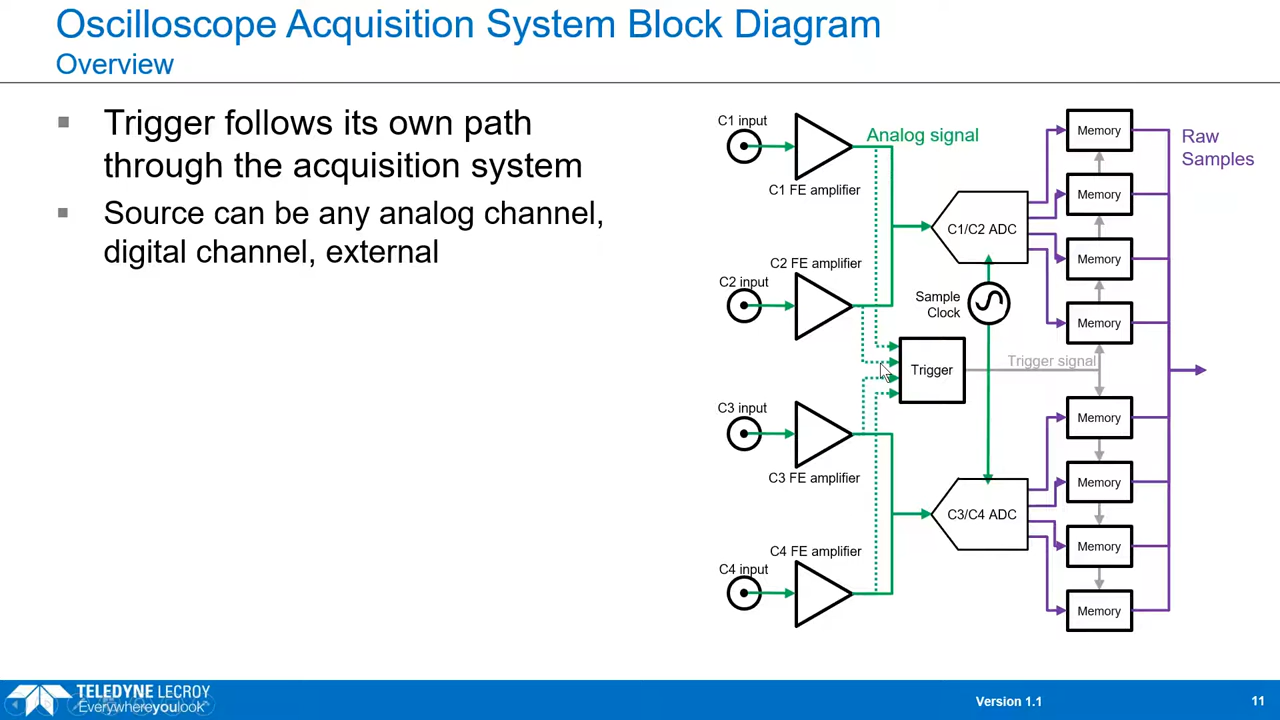 Oscilloscope Acquisition System Block Diagram
Overview
Trigger follows its own path
through the acquisition system
Source can be any analog channel,
digital channel, external
C1 input
C1 FE amplifier
Analog signal
C2 FE amplifier
C2 input
C1/C2 ADC
Sample
Clock
Trigger
Trigger signal
C3 input
C3 FE amplifier
C3/C4 ADC
C4 FE amplifier
C4 input
Memory
Memory
Memory
Memory
Memory
Memory
Memory
Memory
Raw
Samples
TELEDYNE LECROY
Everywhereyoulook
Version 1.1
11